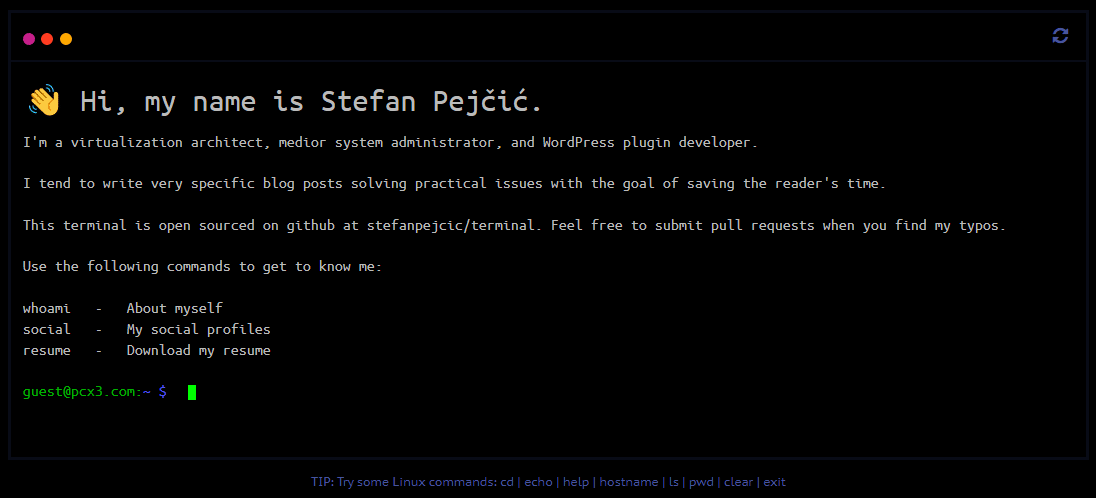 👋 Hi, my name is Stefan Pejčić.
I'm a virtualization architect, medior system administrator, and WordPress plugin developer.
I tend to write very specific blog posts solving practical issues with the goal of saving the reader's time.
This terminal is open sourced on github at stefanpejcic/terminal. Feel free to submit pull requests when you find my typos.
Use the following commands to get to know me:
whoami - About myself
social - My social profiles
resume - Download my resume
guest@pcx3.com:~ $
TIP: Try some Linux commands: cd | echo | help | hostname | ls | pwd | clear | exit